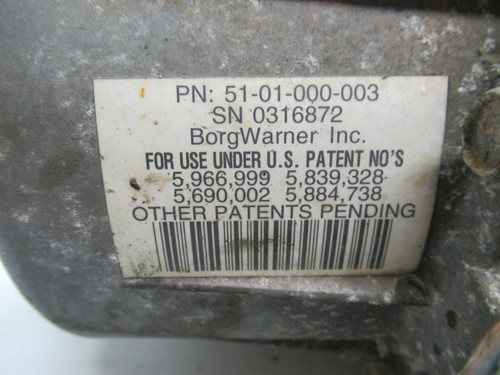 PN: 51-01-000-003
SN 0316872
BorgWarner Inc.
FOR USE UNDER U.S. PATENT NO'S
5,966,999 5,839,328
5,690,002 5,884,738
OTHER PATENTS PENDING